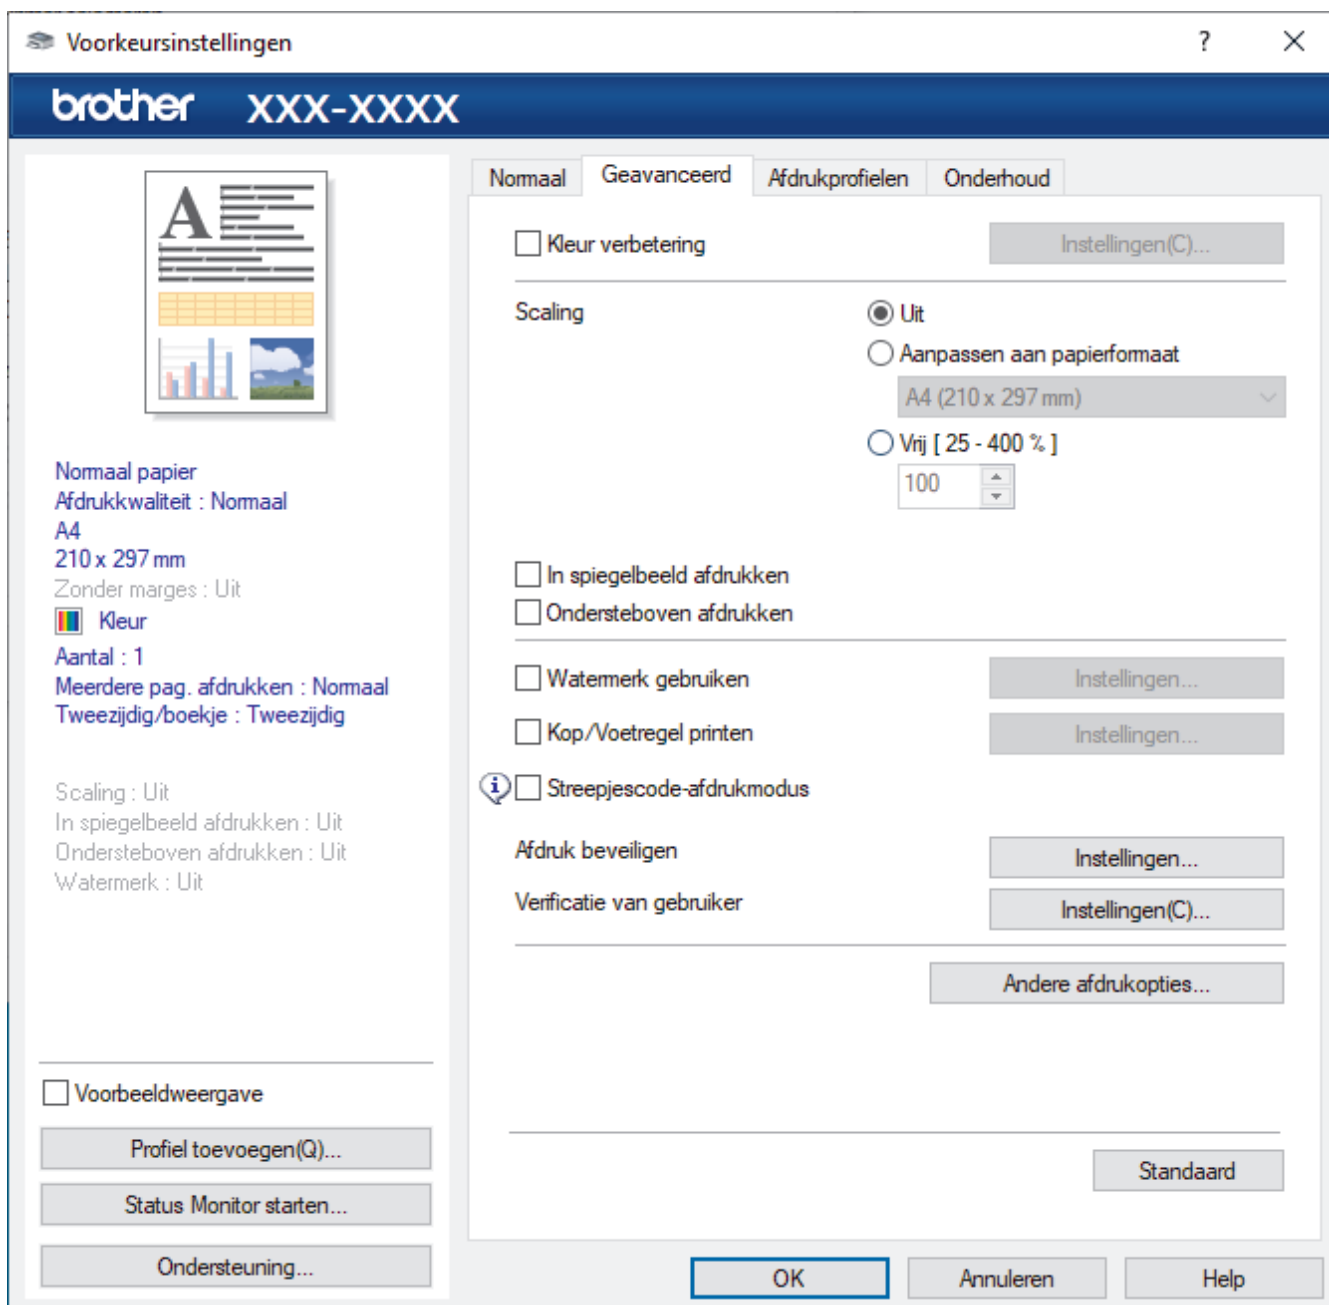 Voorkeursinstellingen
?
brother XXX-XXXX
A
Normaal papier
Afdrukkwaliteit : Normaal
A4
210 x 297 mm
Zonder marges : Uit
Kleur
Aantal : 1
Meerdere pag. afdrukken : Normaal
Tweezijdig/boekje : Tweezijdig
Scaling : Uit
In spiegelbeeld afdrukken : Uit
Ondersteboven afdrukken : Uit
Watermerk : Uit
Voorbeeldweergave
Profiel toevoegen(Q)...
Status Monitor starten...
Ondersteuning...
Normaal Geavanceerd Afdrukprofielen Onderhoud
Kleur verbetering Instellingen(C)...
Scaling Uit
Aanpassen aan papierformaat
A4 (210 x 297 mm)
Vrij [ 25 - 400 % ]
100
In spiegelbeeld afdrukken
Ondersteboven afdrukken
Watermerk gebruiken Instellingen...
Kop/Voetregel printen Instellingen...
Streepjescode-afdrukmodus
Afdruk beveiligen Instellingen...
Verificatie van gebruiker Instellingen(C)...
Andere afdrukopties...
Standaard
OK Annuleren Help